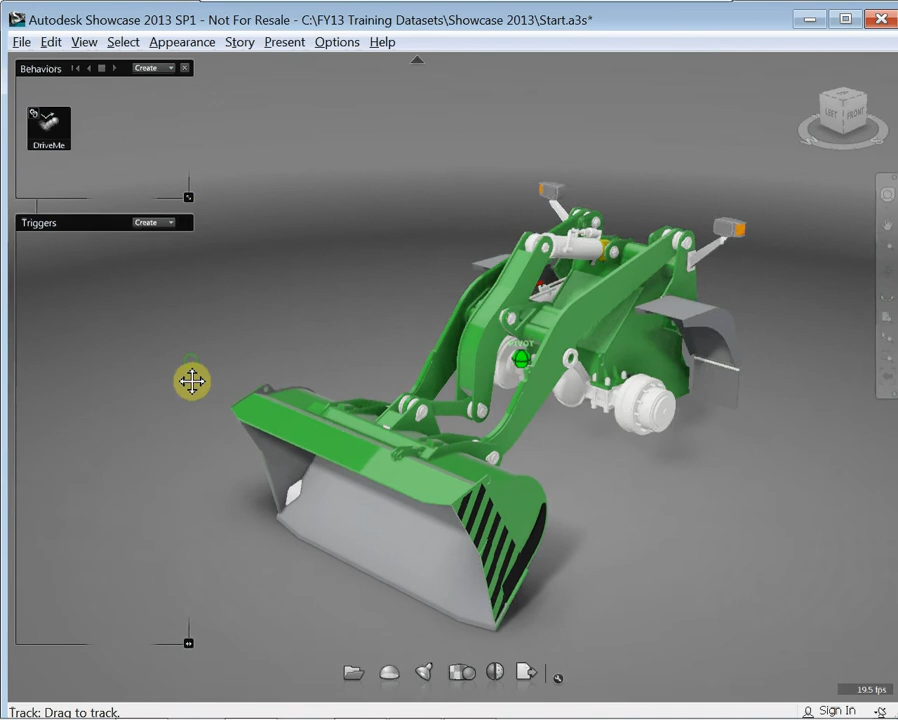 Autodesk Showcase 2013 SP1 - Not For Resale - C:\FY13 Training Datasets\Showcase 2013\Start.a3s*
File Edit View Select Appearance Story Present Options Help
Behaviors Create
DriveMe
LEFT FRONT
Triggers Create
PIVOT
19.5 fps
Track: Drag to track. Sign In